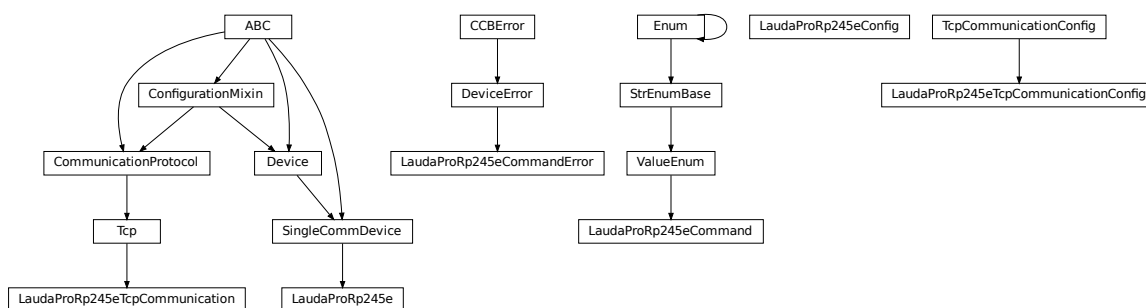 ABC
CCBError
Enum
LaudaProRp245eConfig
TcpCommunicationConfig
ConfigurationMixin
DeviceError
StrEnumBase
LaudaProRp245eTcpCommunicationConfig
CommunicationProtocol
Device
LaudaProRp245eCommandError
ValueEnum
Tcp
SingleCommDevice
LaudaProRp245eCommand
LaudaProRp245eTcpCommunication
LaudaProRp245e